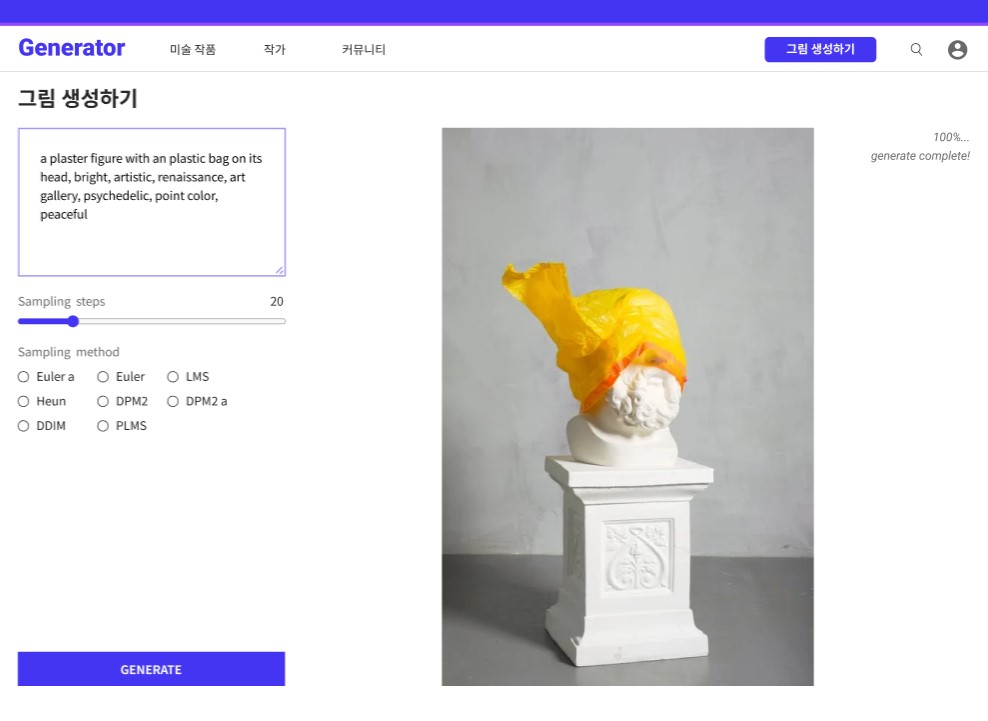 Generator
미술 작품
작가
커뮤니티
그림 생성하기
그림 생성하기
a plaster figure with an plastic bag on its
head, bright, artistic, renaissance, art
gallery, psychedelic, point color,
peaceful
100%...
generate complete!
Sampling steps 20
Sampling method
Euler a Euler LMS
Heun DPM2 DPM2 a
DDIM PLMS
GENERATE